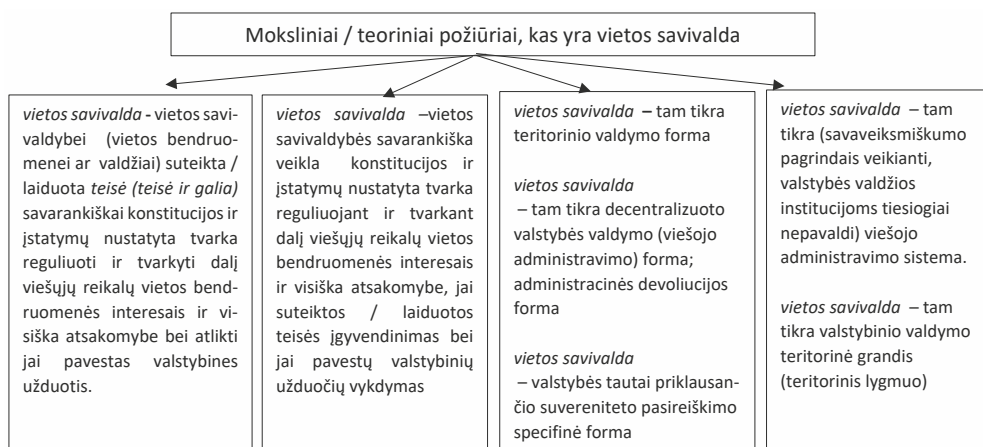 Moksliniai / teoriniai požiūriai, kas yra vietos savivalda
vietos savivalda - vietos savi-
valdybei (vietos bendruo-
menei ar valdžiai) suteikta /
laiduota teisė (teisė ir galia)
savarankiškai konstitucijos ir
įstatymų nustatyta tvarka
reguliuoti ir tvarkyti dalį
viešųjų reikalų vietos bend-
ruomenės interesais ir vi-
siška atsakomybe bei atlikti
jai pavestas valstybines
užduotis.
vietos savivalda –vietos
savivaldybės savarankiška
veikla konstitucijos ir
įstatymų nustatyta tvarka
reguliuojant ir tvarkant
dalį viešųjų reikalų vietos
bendruomenės interesais
ir visiška atsakomybe, jai
suteiktos / laiduotos
teisės įgyvendinimas bei
jai pavestų valstybinių
užduočių vykdymas
vietos savivalda – tam tikra
teritorinio valdymo forma
vietos savivalda
– tam tikra decentralizuoto
valstybės valdymo (viešojo
administravimo) forma;
administracinės devoliucijos
forma
vietos savivalda
– valstybės tautai priklausan-
čio suvereniteto pasireiškimo
specifinė forma
vietos savivalda – tam
tikra (savaveiksmiškumo
pagrindais veikianti,
valstybės valdžios
institucijoms tiesiogiai
nepavaldi) viešojo
administravimo sistema.
vietos savivalda – tam
tikra valstybinio valdymo
teritorinė grandis
(teritorinis lygmuo)